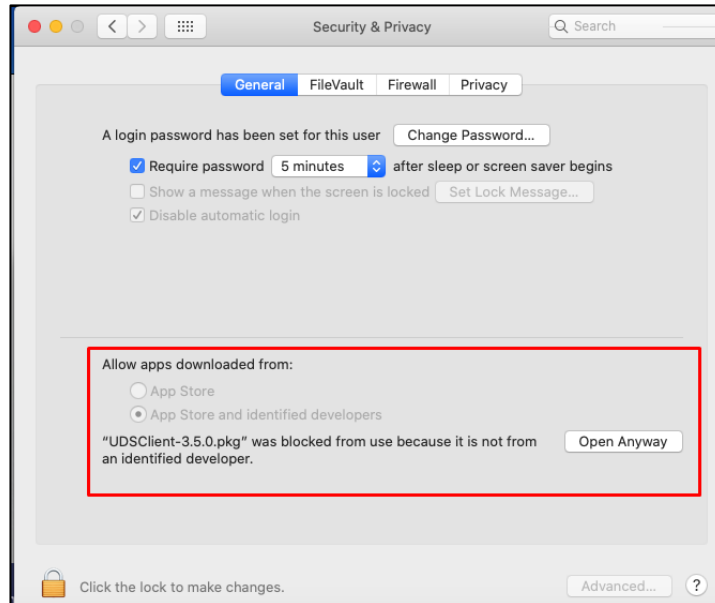 Security & Privacy
Search
General
FileVault
Firewall
Privacy
A login password has been set for this user
Change Password...
Require password
5 minutes
after sleep or screen saver begins
Show a message when the screen is locked
Set Lock Message...
Disable automatic login
Allow apps downloaded from:
App Store
App Store and identified developers
“UDSClient-3.5.0.pkg” was blocked from use because it is not from
an identified developer.
Open Anyway
Click the lock to make changes.
Advanced...
?